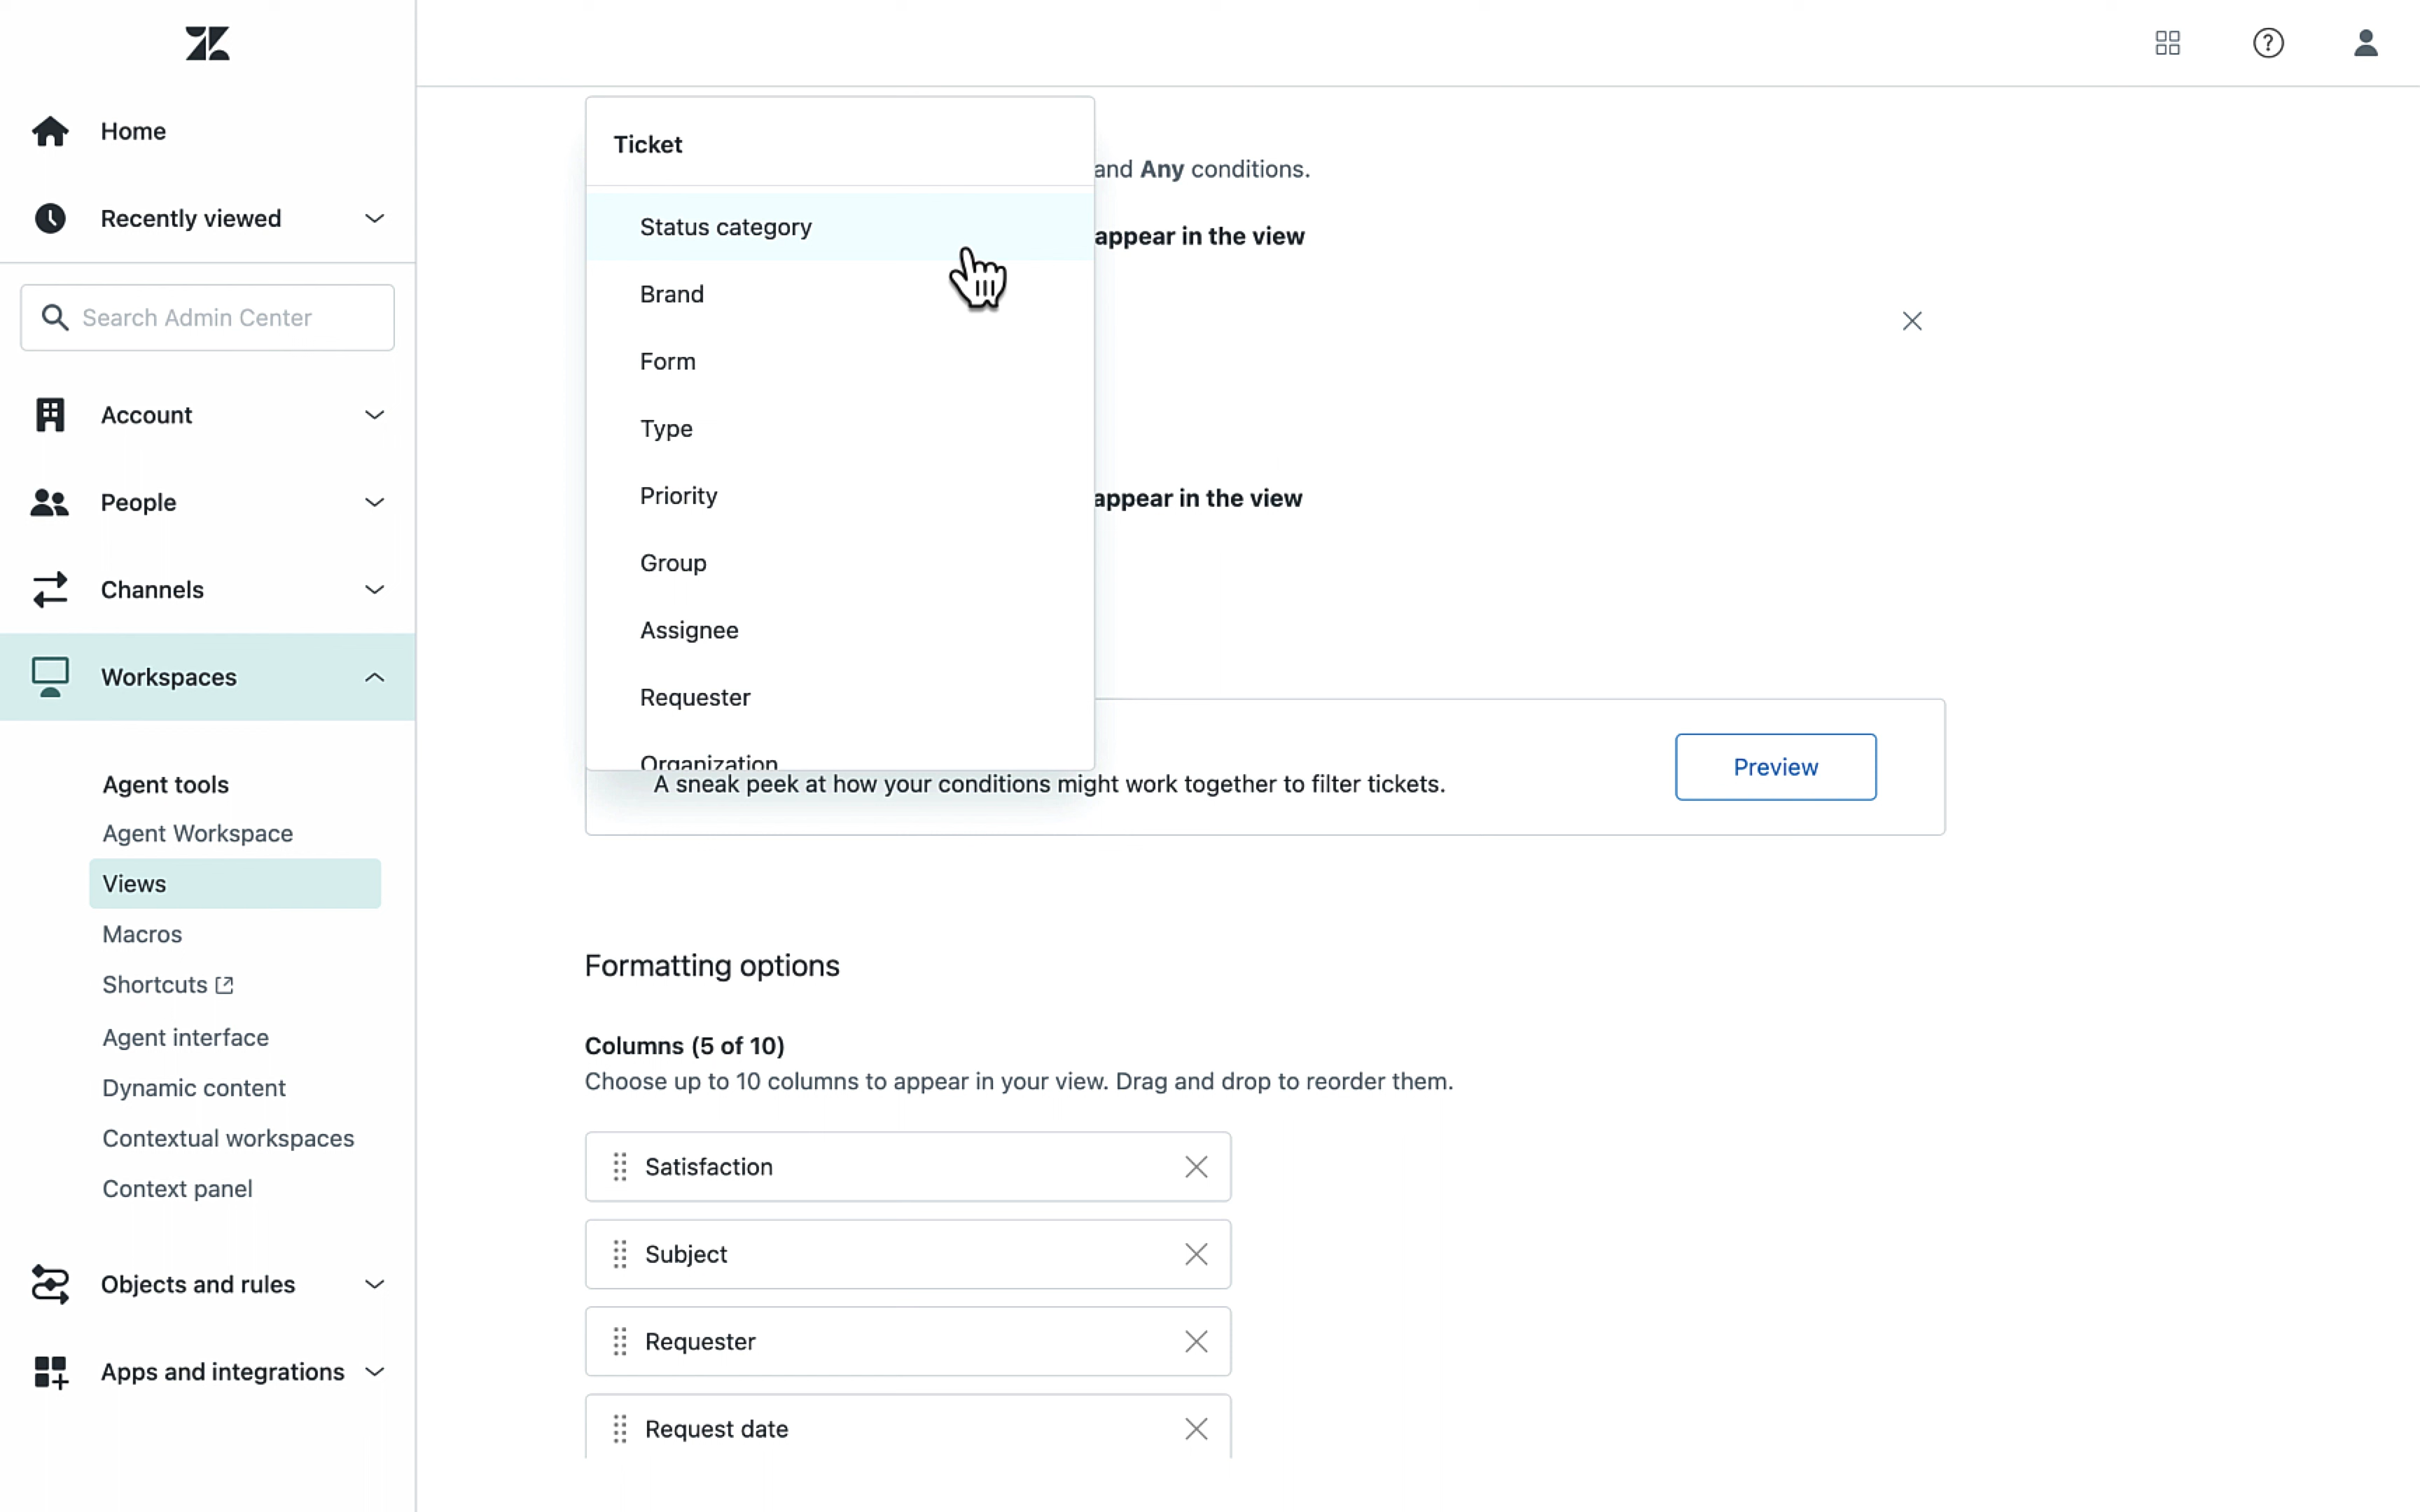 Home
Recently viewed
Search Admin Center
Account
People
Channels
Workspaces
Agent tools
Agent Workspace
Views
Macros
Shortcuts
Agent interface
Dynamic content
Contextual workspaces
Context panel
Objects and rules
Apps and integrations
Ticket
Status category
Brand
Form
Type
Priority
Group
Assignee
Requester
Organization
and Any conditions.
appear in the view
appear in the view
A sneak peek at how your conditions might work together to filter tickets.
Preview
Formatting options
Columns (5 of 10)
Choose up to 10 columns to appear in your view. Drag and drop to reorder them.
Satisfaction
Subject
Requester
Request date